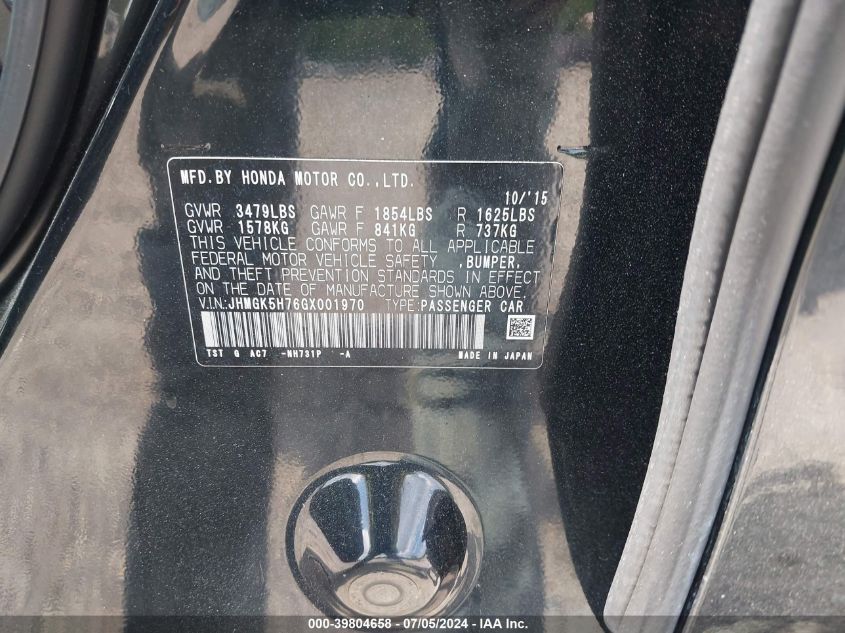 MFD.BY HONDA MOTOR CO.,LTD.
10/'15
GVWR 3479LBS GAWR F 1854LBS R 1625LBS
GVWR 1578KG GAWR F 841KG R 737KG
THIS VEHICLE CONFORMS TO ALL APPLICABLE
FEDERAL MOTOR VEHICLE SAFETY ,BUMPER,
AND THEFT PREVENTION STANDARDS IN EFFECT
ON THE DATE OF MANUFACTURE SHOWN ABOVE.
V.I.N.:JHMGK5H76GX001970 TYPE:PASSENGER CAR
TST G AC7 -NH731P -A MADE IN JAPAN
000-39804658 - 07/05/2024 - IAAI, Inc.